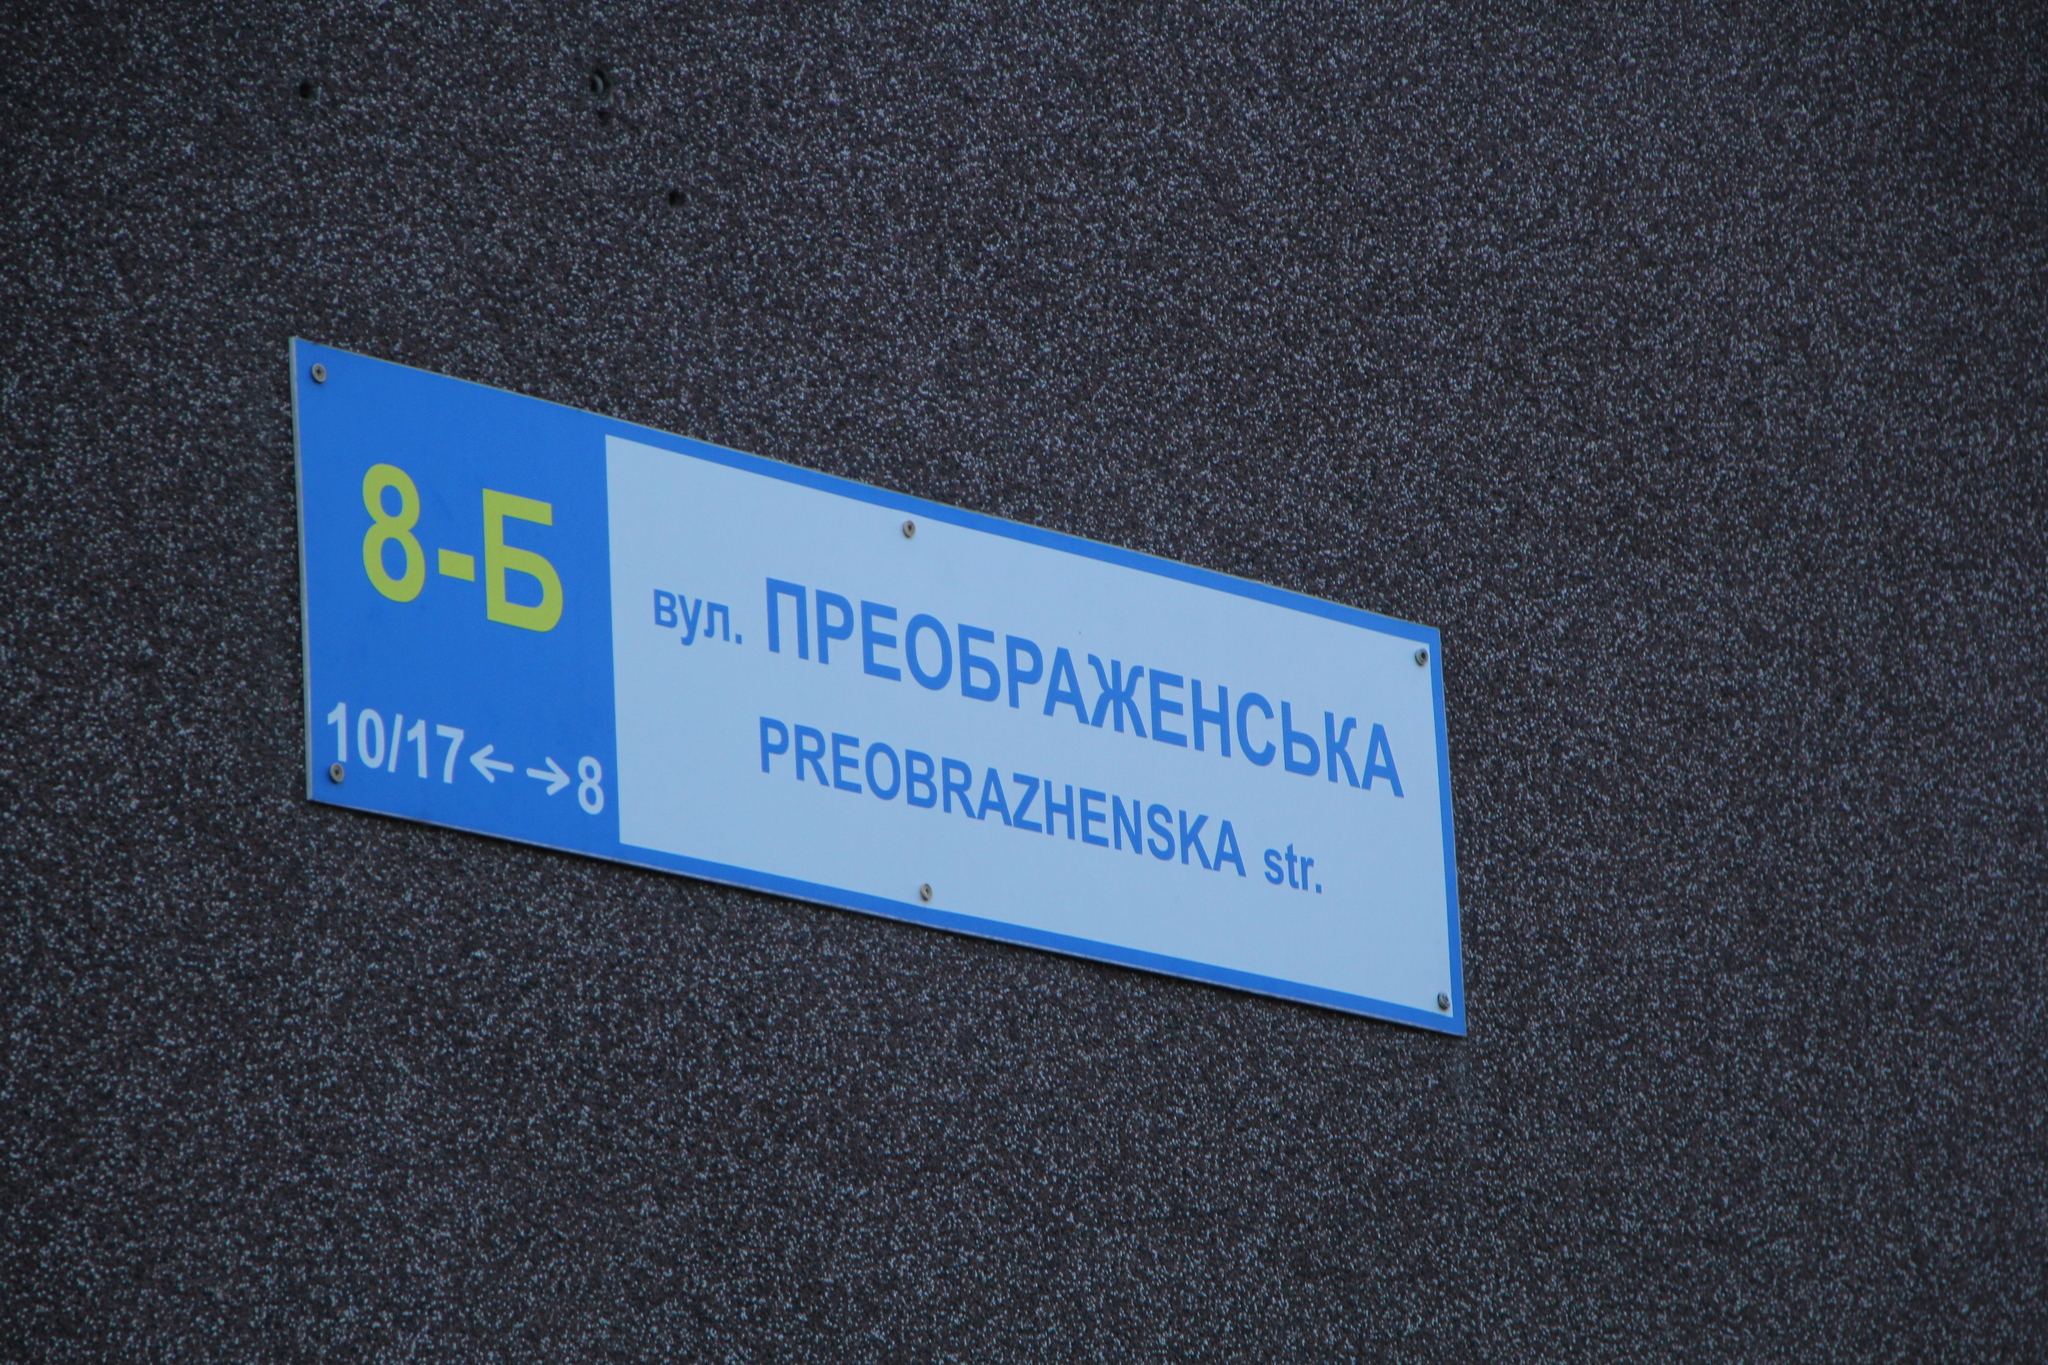 8-Б
10/17←→8
вул. ПРЕОБРАЖЕНСЬКА
PREOBRAZHENSKA str.